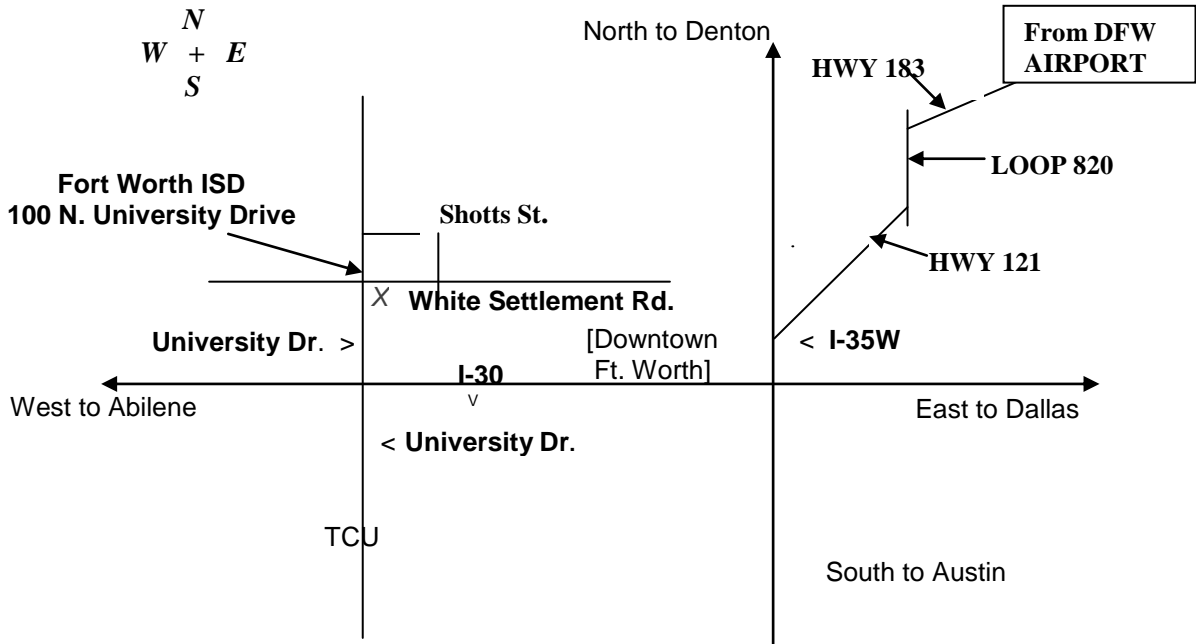 N
W + E
S
North to Denton
From DFW
AIRPORT
HWY 183
LOOP 820
Fort Worth ISD
100 N. University Drive
Shotts St.
HWY 121
X White Settlement Rd.
University Dr. >
[Downtown
Ft. Worth]
< I-35W
I-30
v
West to Abilene
East to Dallas
< University Dr.
TCU
South to Austin